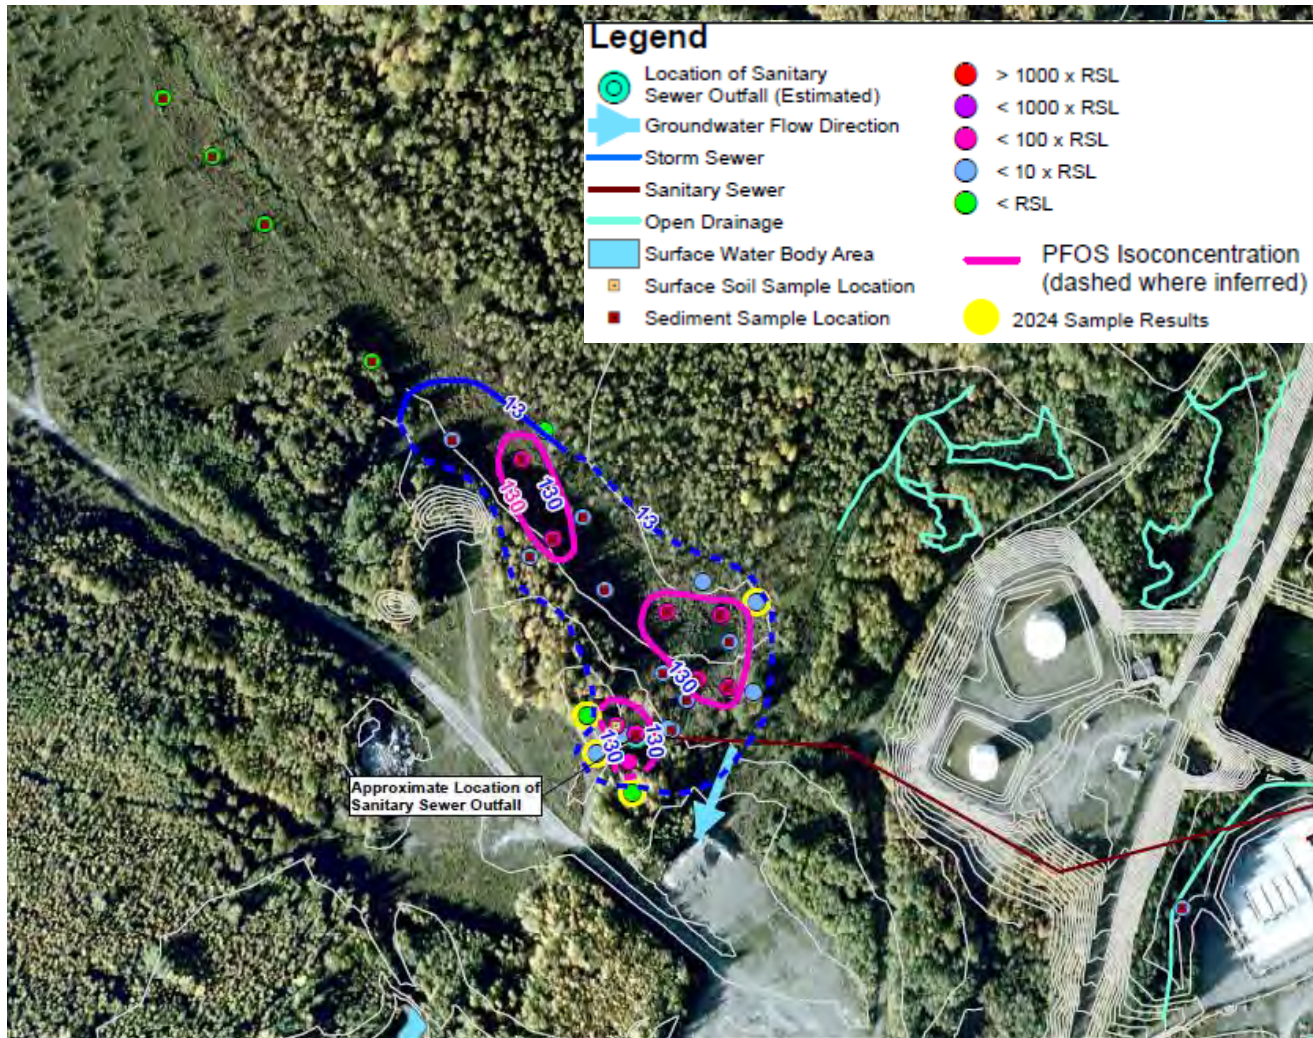 Legend
Location of Sanitary
Sewer Outfall (Estimated)
Groundwater Flow Direction
Storm Sewer
Sanitary Sewer
Open Drainage
Surface Water Body Area
Surface Soil Sample Location
Sediment Sample Location
> 1000 x RSL
< 1000 x RSL
< 100 x RSL
< 10 x RSL
< RSL
PFOS Isoconcentration
(dashed where inferred)
2024 Sample Results
13
130
130
13
130
130
130
Approximate Location of
Sanitary Sewer Outfall